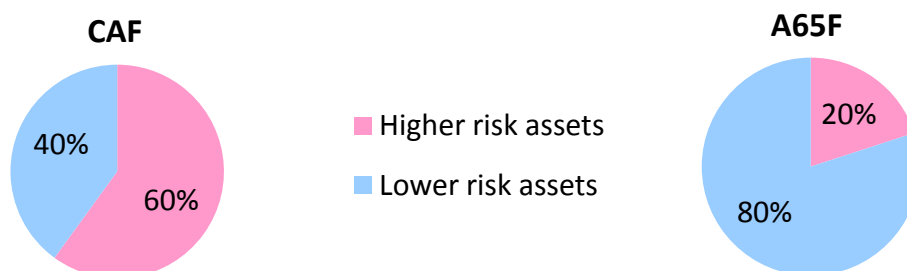 CAF
40%
60%
Higher risk assets
Lower risk assets
A65F
20%
80%